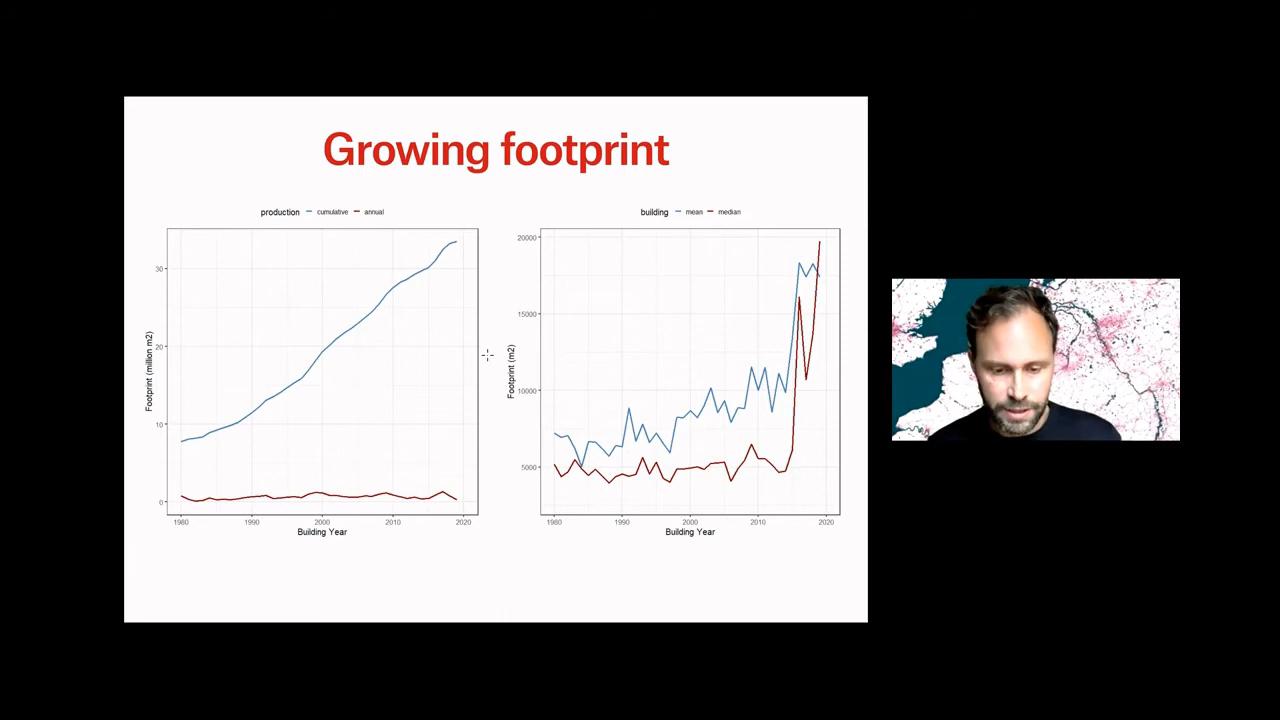 Growing footprint
production cumulative annual
Footprint (million m2)
30
20
10
0
1980 1990 2000 2010 2020
Building Year
building mean median
Footprint (m2)
20000
15000
10000
5000
1980 1990 2000 2010 2020
Building Year